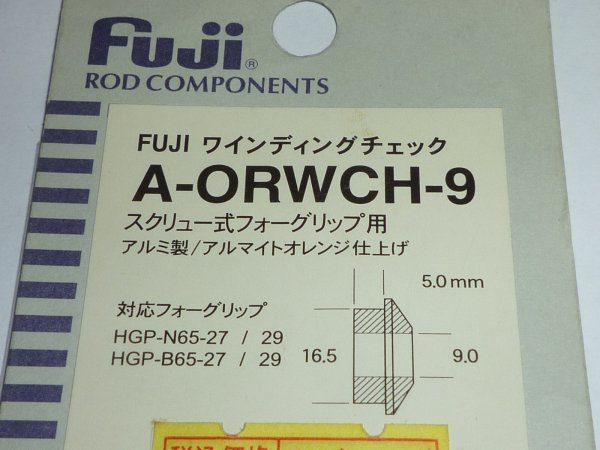 Fuji®
ROD COMPONENTS
FUJI ワインディングチェック
A-ORWCH-9
スクリュー式フォーグリップ用
アルミ製/アルマイトオレンジ仕上げ
5.0mm
対応フォーグリップ
HGP-N65-27 / 29
HGP-B65-27 / 29
16.5
9.0